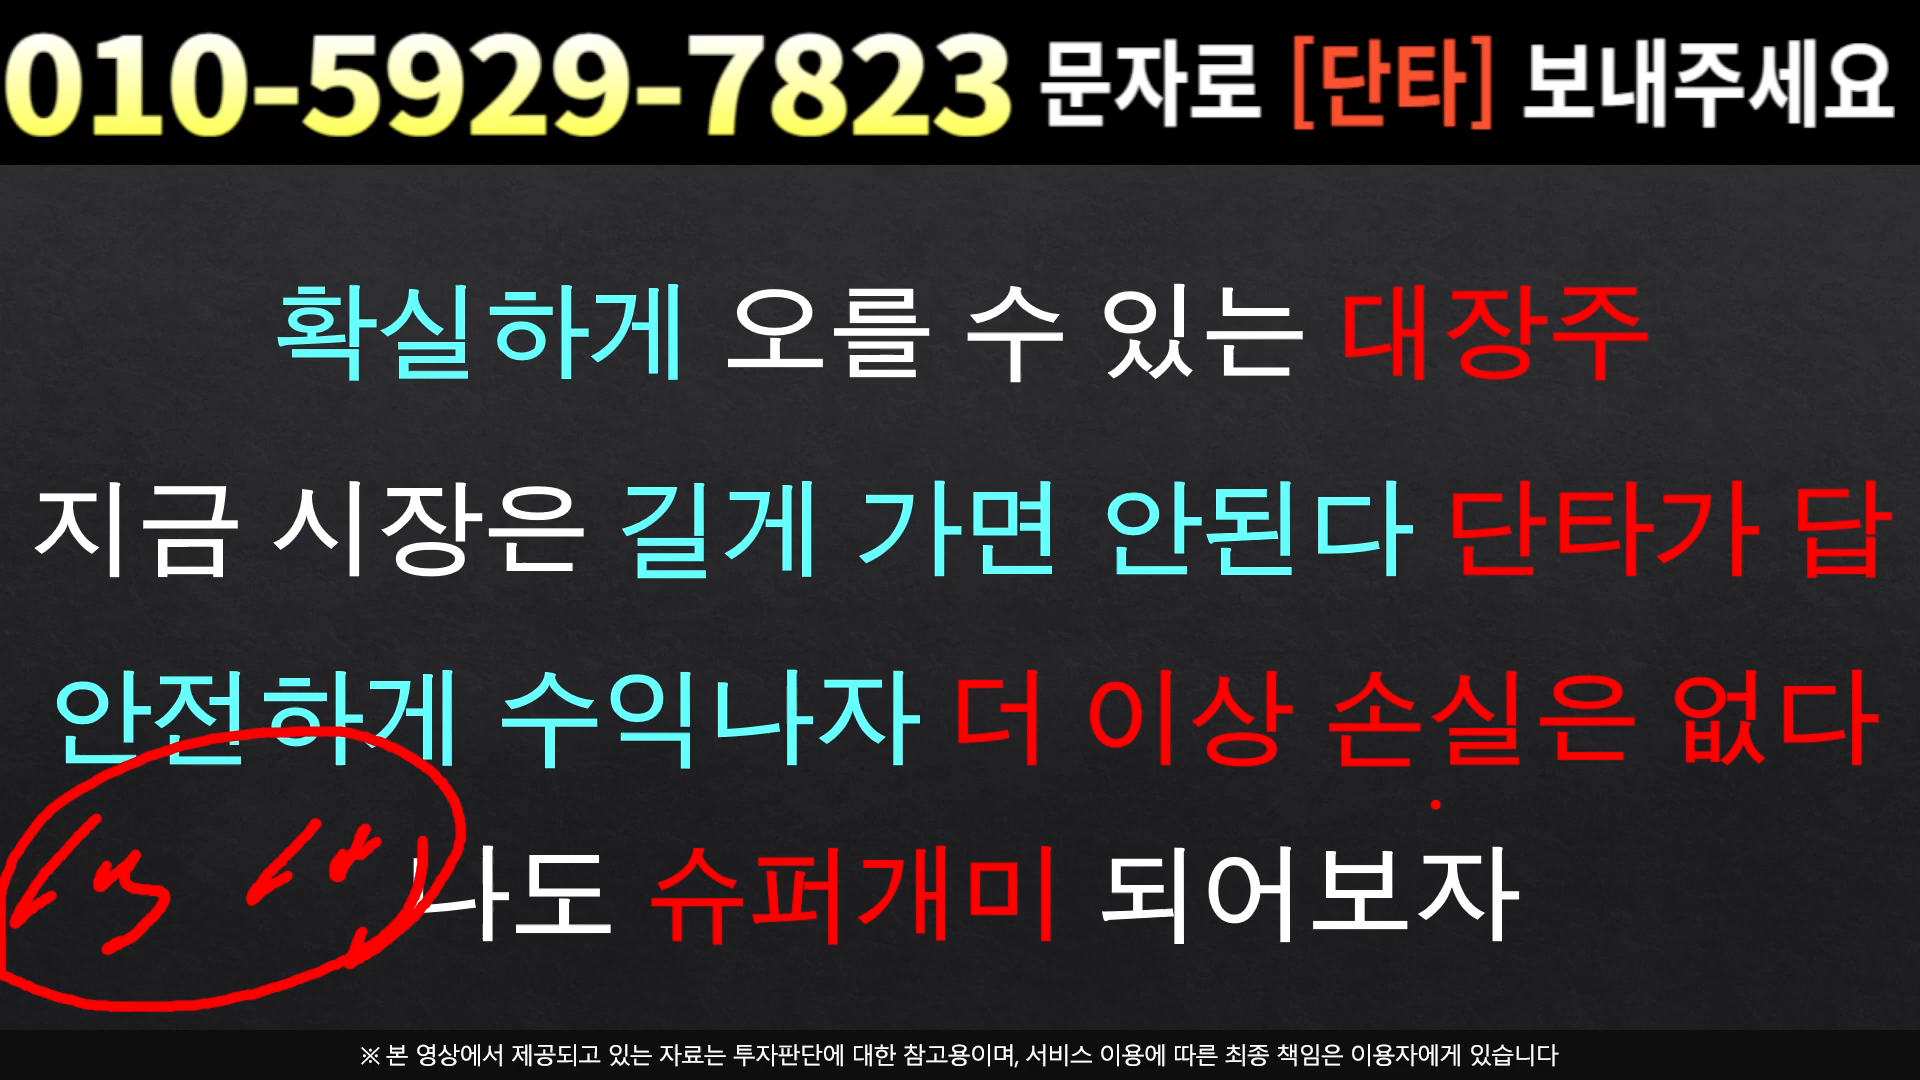 010-5929-7823 문자로 [단타] 보내주세요
확실하게 오를 수 있는 대장주
지금 시장은 길게 가면 안된다 단타가 답
안전하게 수익나자 더 이상 손실은 없다
나도 슈퍼개미 되어보자
※ 본 영상에서 제공되고 있는 자료는 투자판단에 대한 참고용이며, 서비스 이용에 따른 최종 책임은 이용자에게 있습니다